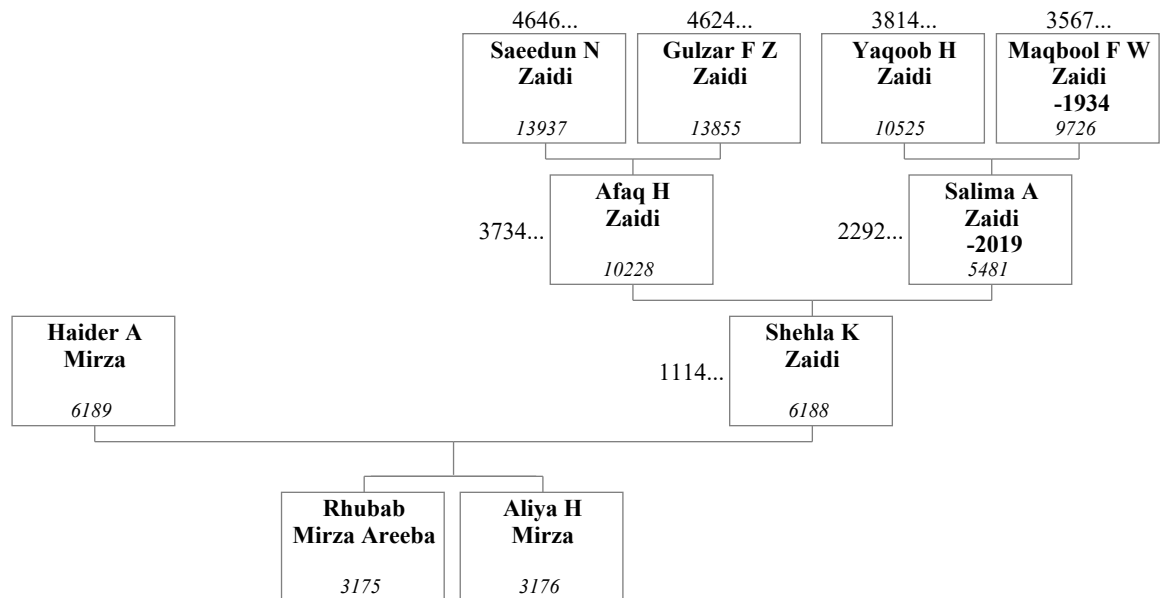 4646...
4624...
3814...
3567...
Saeedun N
Zaidi
13937
Gulzar F Z
Zaidi
13855
Yaqoob H
Zaidi
10525
Maqbool F W
Zaidi
-1934
9726
3734...
Afaq H
Zaidi
10228
2292...
Salima A
Zaidi
-2019
5481
Haider A
Mirza
6189
1114...
Shehla K
Zaidi
6188
Rhubab
Mirza Areeba
3175
Aliya H
Mirza
3176